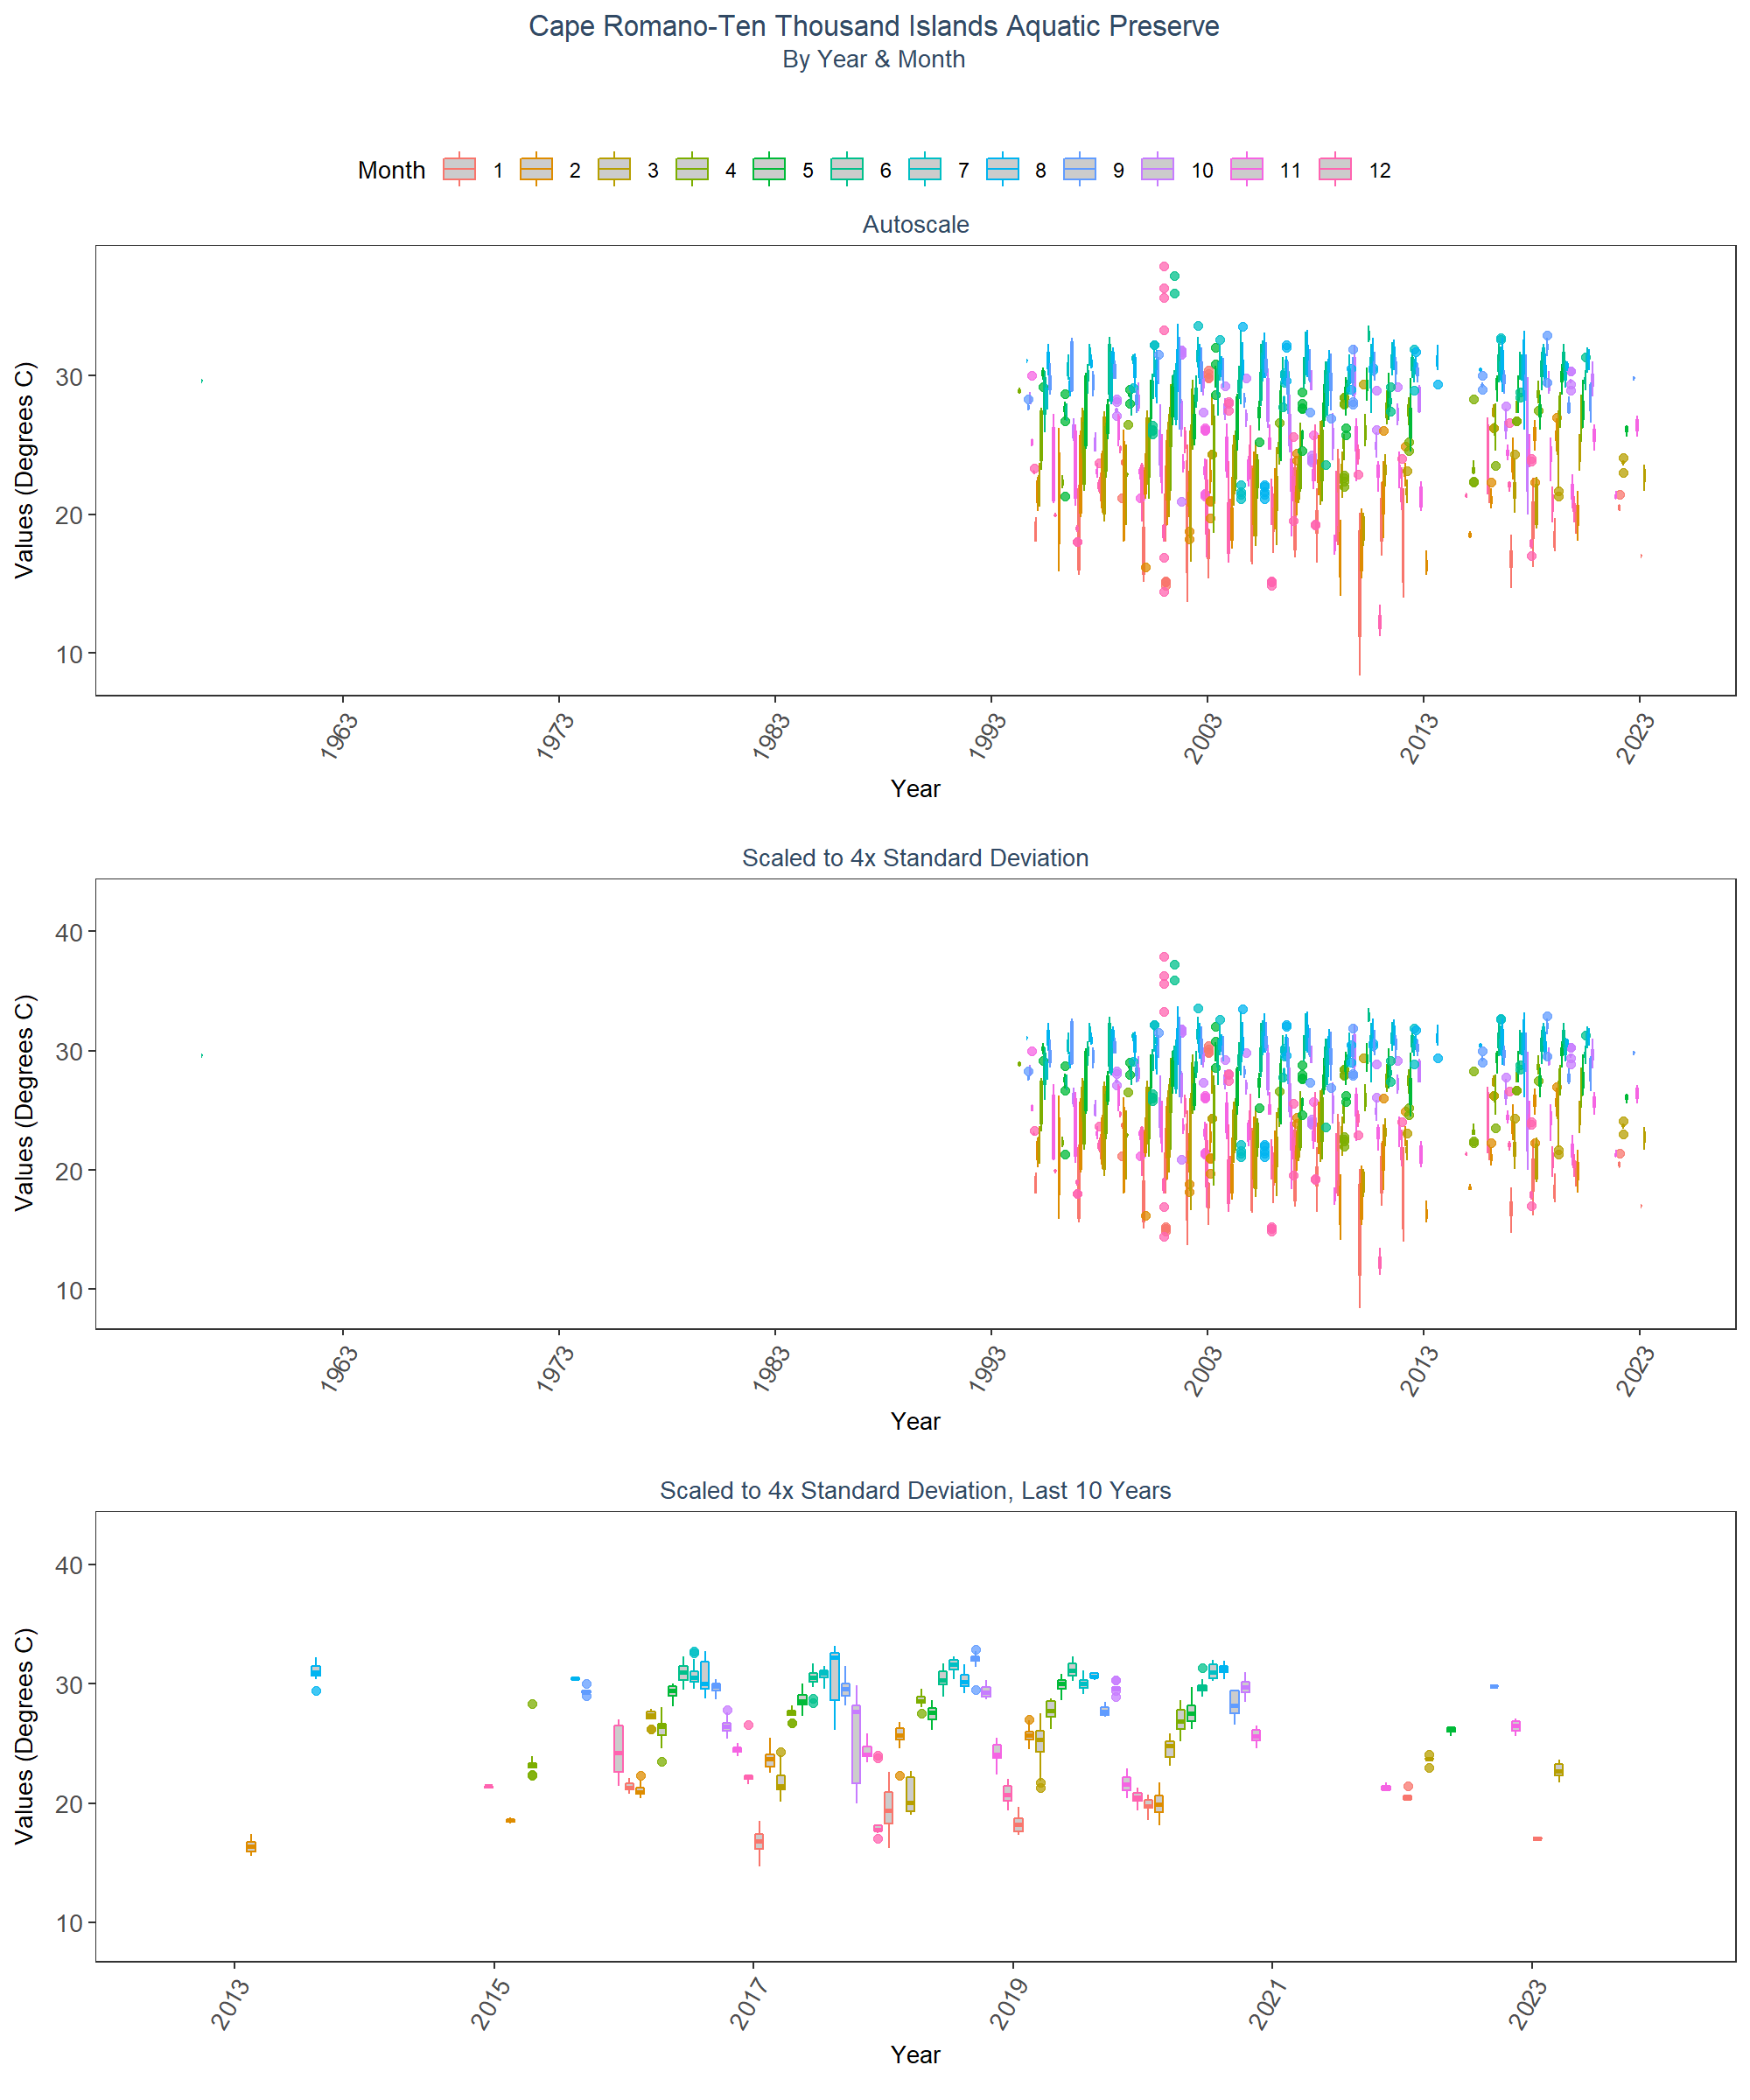 Cape Romano-Ten Thousand Islands Aquatic Preserve
By Year & Month
Month 1 2 3 4 5 6 7 8 9 10 11 12
Autoscale
Values (Degrees C)
30
20
10
1963 1973 1983 1993 2003 2013 2023
Year
Scaled to 4x Standard Deviation
Values (Degrees C)
40
30
20
10
1963 1973 1983 1993 2003 2013 2023
Year
Scaled to 4x Standard Deviation, Last 10 Years
Values (Degrees C)
40
30
20
10
2013 2015 2017 2019 2021 2023
Year